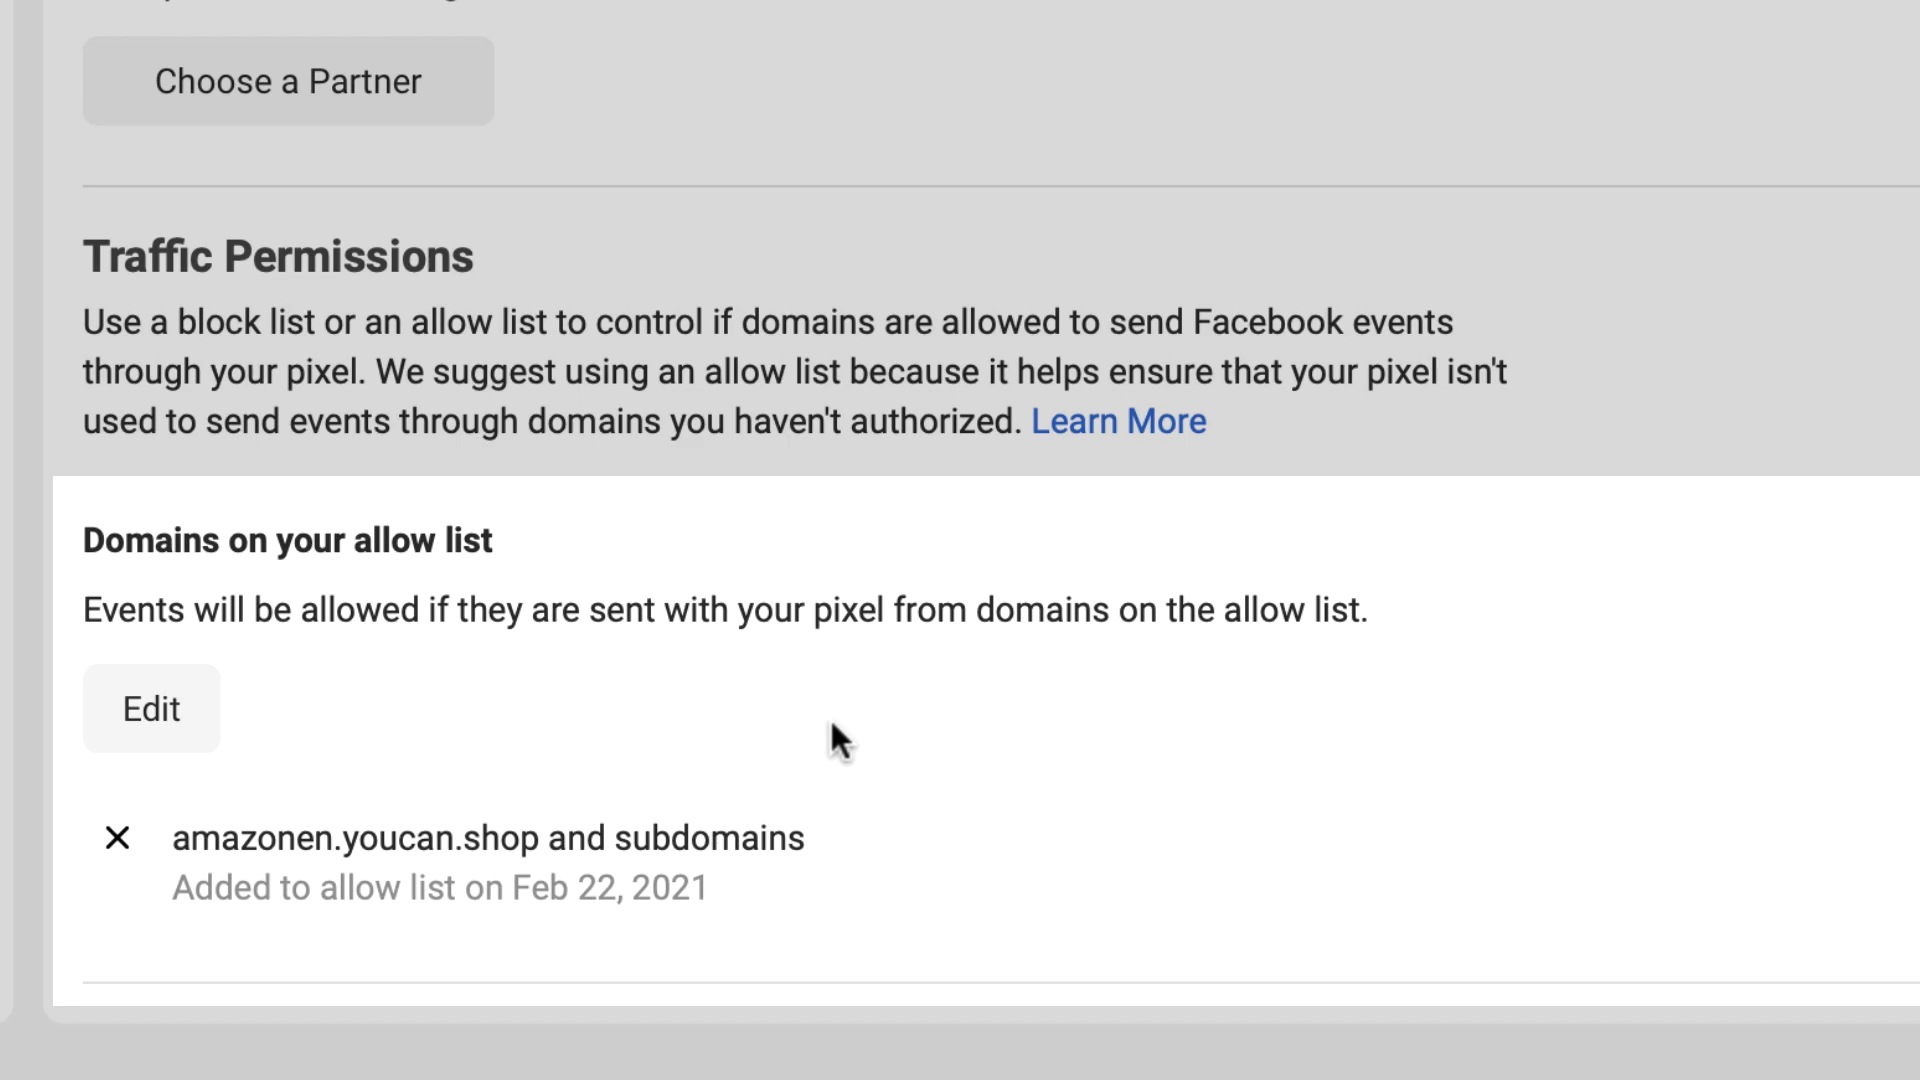 Choose a Partner
Traffic Permissions
Use a block list or an allow list to control if domains are allowed to send Facebook events
through your pixel. We suggest using an allow list because it helps ensure that your pixel isn't
used to send events through domains you haven't authorized. Learn More
Domains on your allow list
Events will be allowed if they are sent with your pixel from domains on the allow list.
Edit
amazonen.youcan.shop and subdomains
Added to allow list on Feb 22, 2021